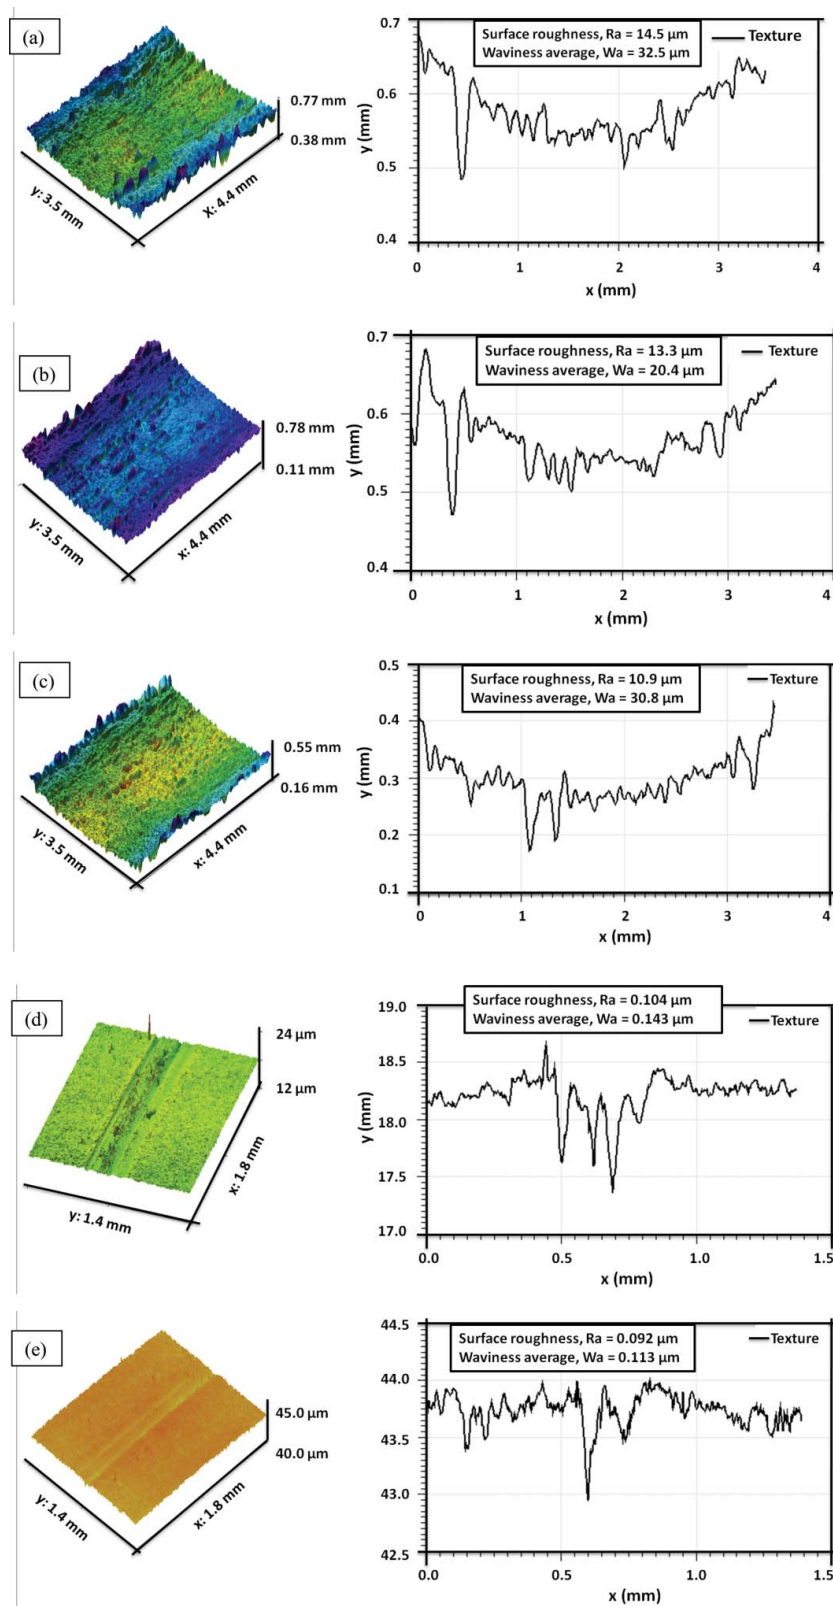 (a)
0.77 mm
0.38 mm
y: 3.5 mm
X: 4.4 mm
Surface roughness, Ra = 14.5 µm
Waviness average, Wa = 32.5 µm
Texture
0.7
0.6
0.5
0.4
y (mm)
0
1
2
3
4
x (mm)
(b)
0.78 mm
0.11 mm
y: 3.5 mm
x: 4.4 mm
Surface roughness, Ra = 13.3 µm
Waviness average, Wa = 20.4 µm
Texture
0.7
0.6
0.5
0.4
y (mm)
0
1
2
3
4
x (mm)
(c)
0.55 mm
0.16 mm
y: 3.5 mm
x: 4.4 mm
Surface roughness, Ra = 10.9 µm
Waviness average, Wa = 30.8 µm
Texture
0.5
0.4
0.3
0.2
0.1
y (mm)
0
1
2
3
4
x (mm)
(d)
24 µm
12 µm
y: 1.4 mm
x: 1.8 mm
Surface roughness, Ra = 0.104 µm
Waviness average, Wa = 0.143 µm
Texture
19.0
18.5
18.0
17.5
17.0
y (mm)
0.0
0.5
1.0
1.5
x (mm)
(e)
45.0 µm
40.0 µm
y: 1.4 mm
x: 1.8 mm
Surface roughness, Ra = 0.092 µm
Waviness average, Wa = 0.113 µm
Texture
44.5
44.0
43.5
43.0
42.5
y (mm)
0.0
0.5
1.0
1.5
x (mm)